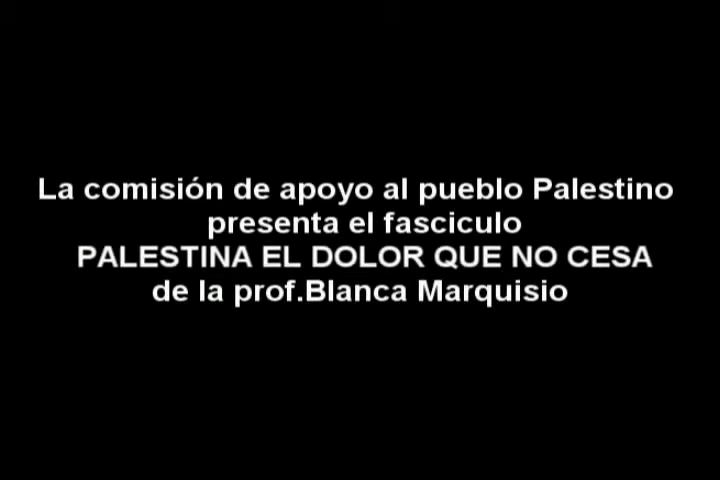 La comisión de apoyo al pueblo Palestino
presenta el fasciculo
PALESTINA EL DOLOR QUE NO CESA
de la prof.Blanca Marquisio